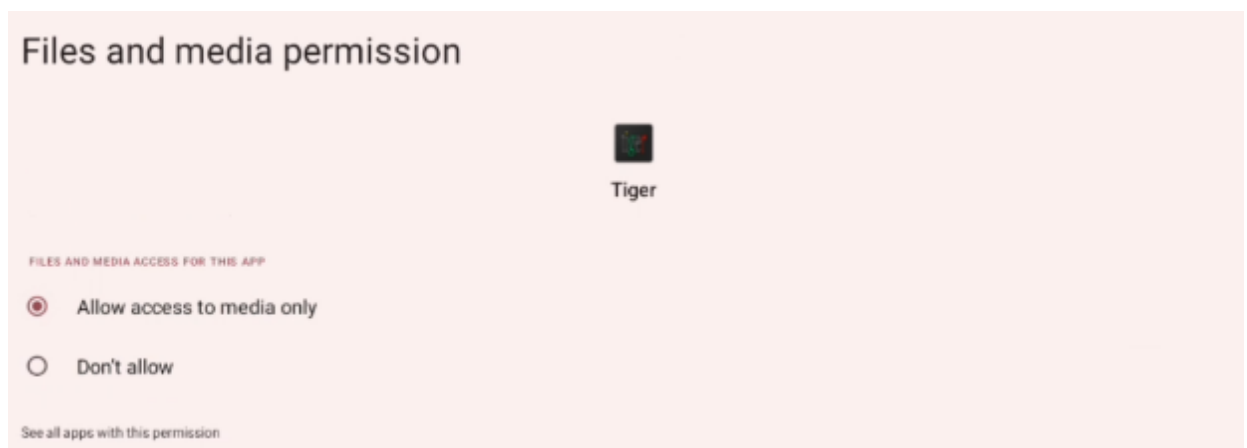 Files and media permission
Tiger
FILES AND MEDIA ACCESS FOR THIS APP
Allow access to media only
Don't allow
See all apps with this permission